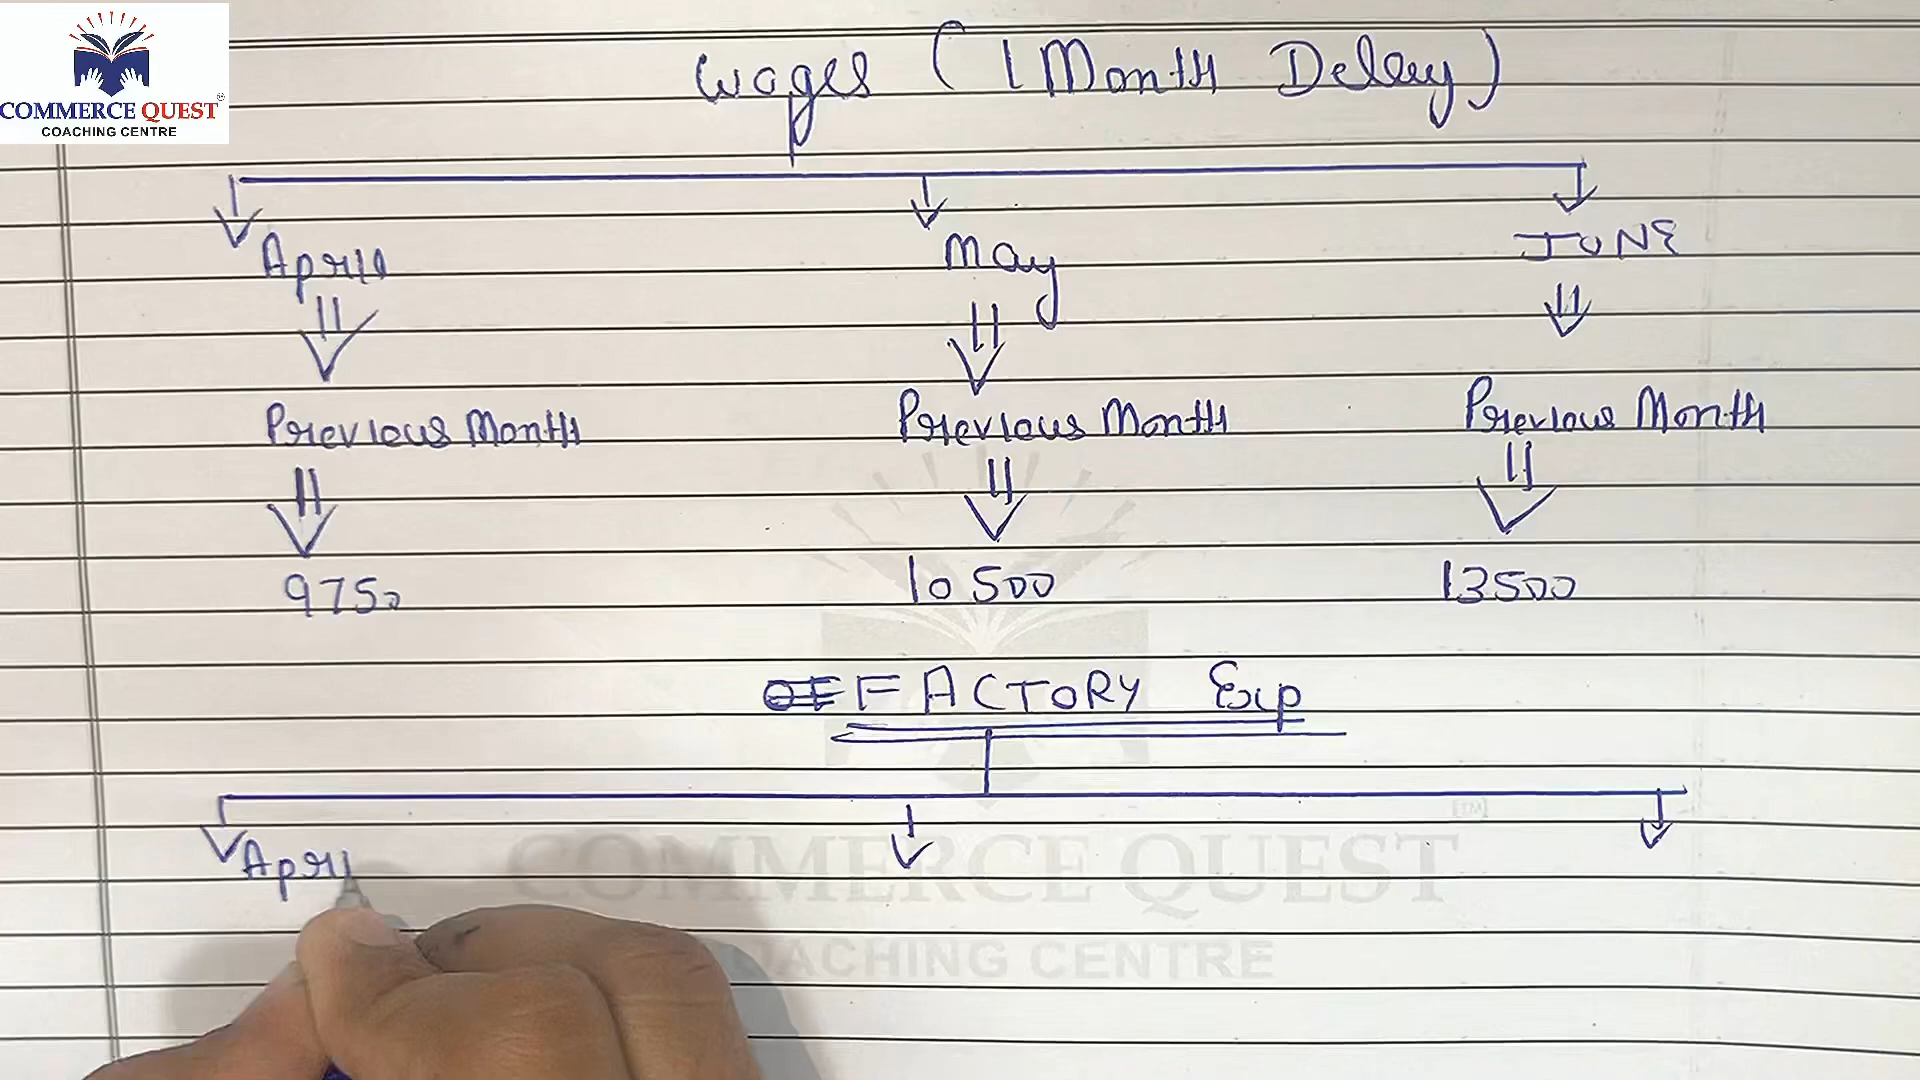 COMMERCE QUEST
COACHING CENTRE
Wages (1 Month Delay)
April May JUNE
Previous Month Previous Month Previous Month
9750 10500 13500
FACTORY Exp
Apri
COMMERCE QUEST
COACHING CENTRE